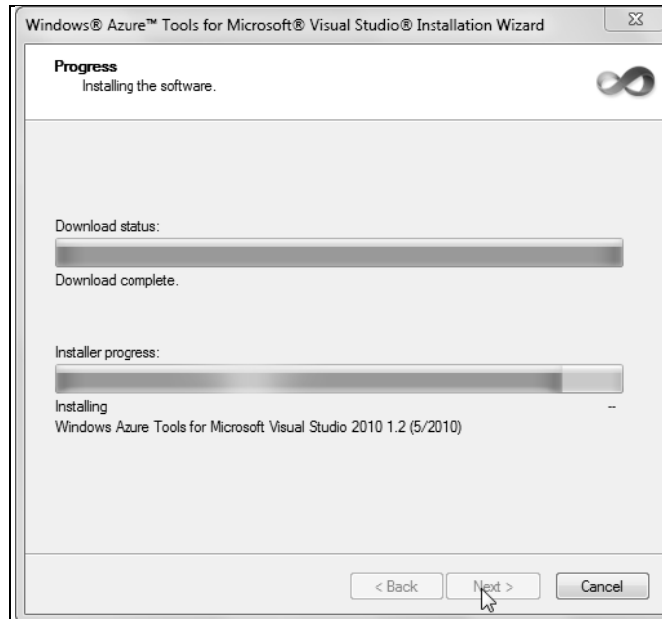 Windows® Azure™ Tools for Microsoft® Visual Studio® Installation Wizard
Progress
Installing the software.
Download status:
Download complete.
Installer progress:
Installing --
Windows Azure Tools for Microsoft Visual Studio 2010 1.2 (5/2010)
< Back Next > Cancel